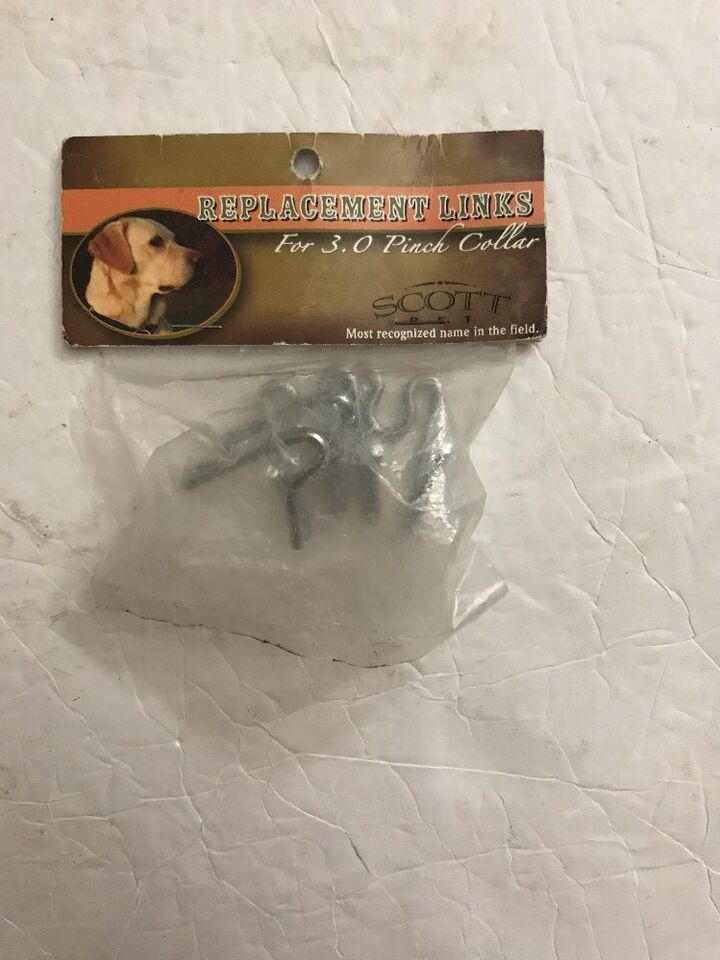 REPLACEMENT LINKS
For 3.0 Pinch Collar
SCOTT
PET
Most recognized name in the field.